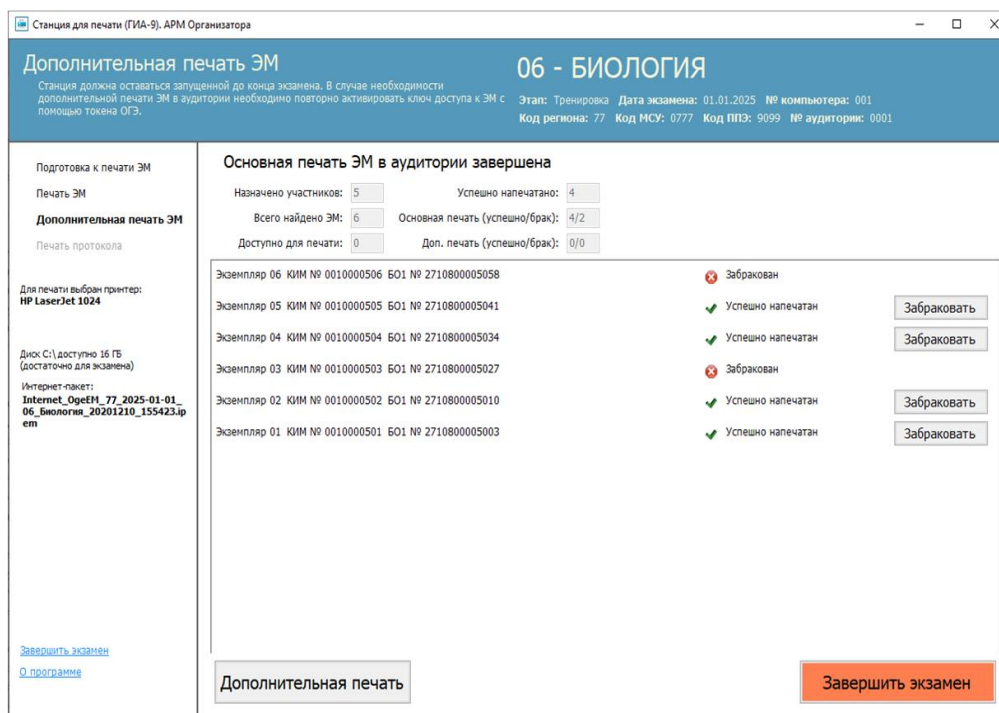 Станция для печати (ГИА-9). АРМ Организатора
Дополнительная печать ЭМ
Станция должна оставаться запущенной до конца экзамена. В случае необходимости
дополнительной печати ЭМ в аудитории необходимо повторно активировать ключ доступа к ЭМ с
помощью токена ОГЭ.
06 - БИОЛОГИЯ
Этап: Тренировка Дата экзамена: 01.01.2025 № компьютера: 001
Код региона: 77 Код МСУ: 0777 Код ППЭ: 9099 № аудитории: 0001
Подготовка к печати ЭМ
Печать ЭМ
Дополнительная печать ЭМ
Печать протокола
Для печати выбран принтер:
HP LaserJet 1024
Диск C:\ доступно 16 ГБ
(достаточно для экзамена)
Интернет-пакет:
Internet_OgeEM_77_2025-01-01_
06_Биология_20201210_155423.ip
em
Завершить экзамен
О программе
Основная печать ЭМ в аудитории завершена
Назначено участников: 5 Успешно напечатано: 4
Всего найдено ЭМ: 6 Основная печать (успешно/брак): 4/2
Доступно для печати: 0 Доп. печать (успешно/брак): 0/0
Экземпляр 06 КИМ № 0010000506 БО1 № 2710800005058 Забракован
Экземпляр 05 КИМ № 0010000505 БО1 № 2710800005041 Успешно напечатан Забраковать
Экземпляр 04 КИМ № 0010000504 БО1 № 2710800005034 Успешно напечатан Забраковать
Экземпляр 03 КИМ № 0010000503 БО1 № 2710800005027 Забракован
Экземпляр 02 КИМ № 0010000502 БО1 № 2710800005010 Успешно напечатан Забраковать
Экземпляр 01 КИМ № 0010000501 БО1 № 2710800005003 Успешно напечатан Забраковать
Дополнительная печать Завершить экзамен